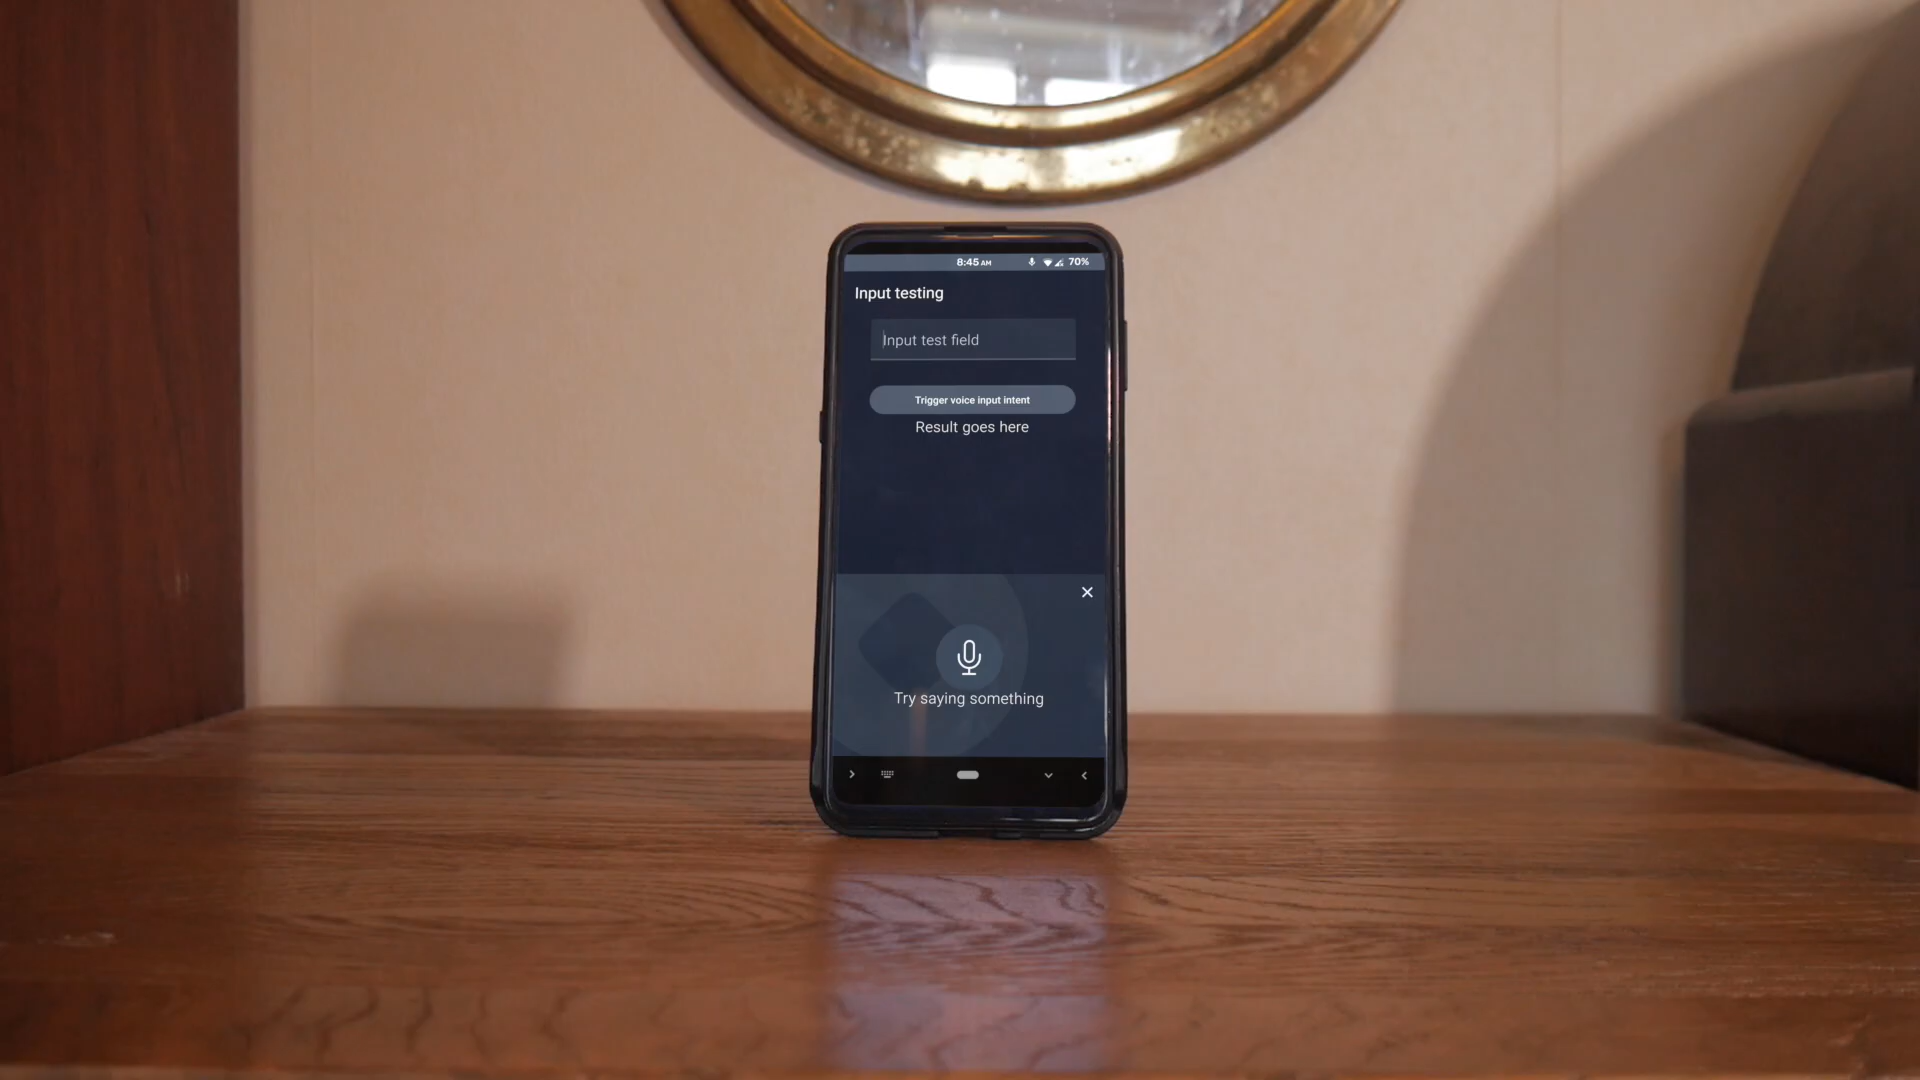 8:45 AM 70%
Input testing
Input test field
Trigger voice input intent
Result goes here
Try saying something